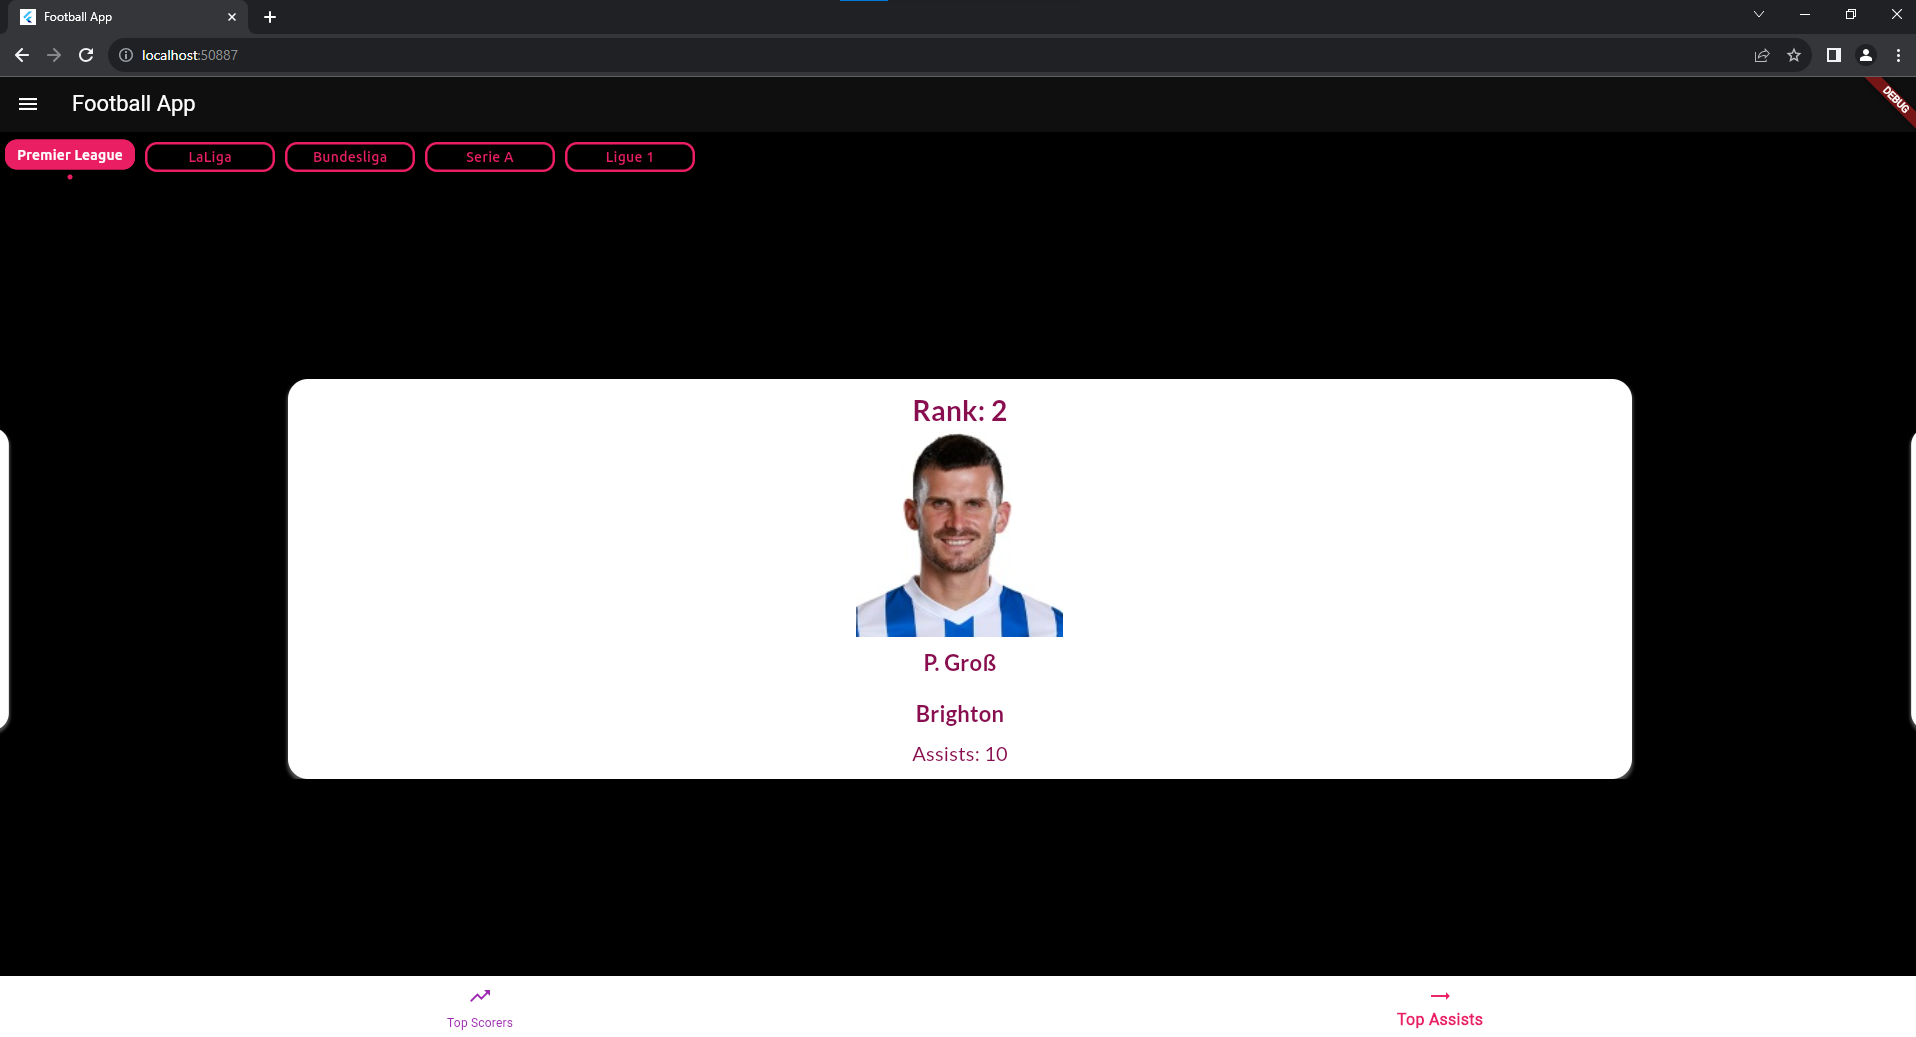 Football App
localhost:50887
Football App
DEBUG
Premier League
LaLiga
Bundesliga
Serie A
Ligue 1
Rank: 2
P. Groß
Brighton
Assists: 10
Top Scorers
Top Assists